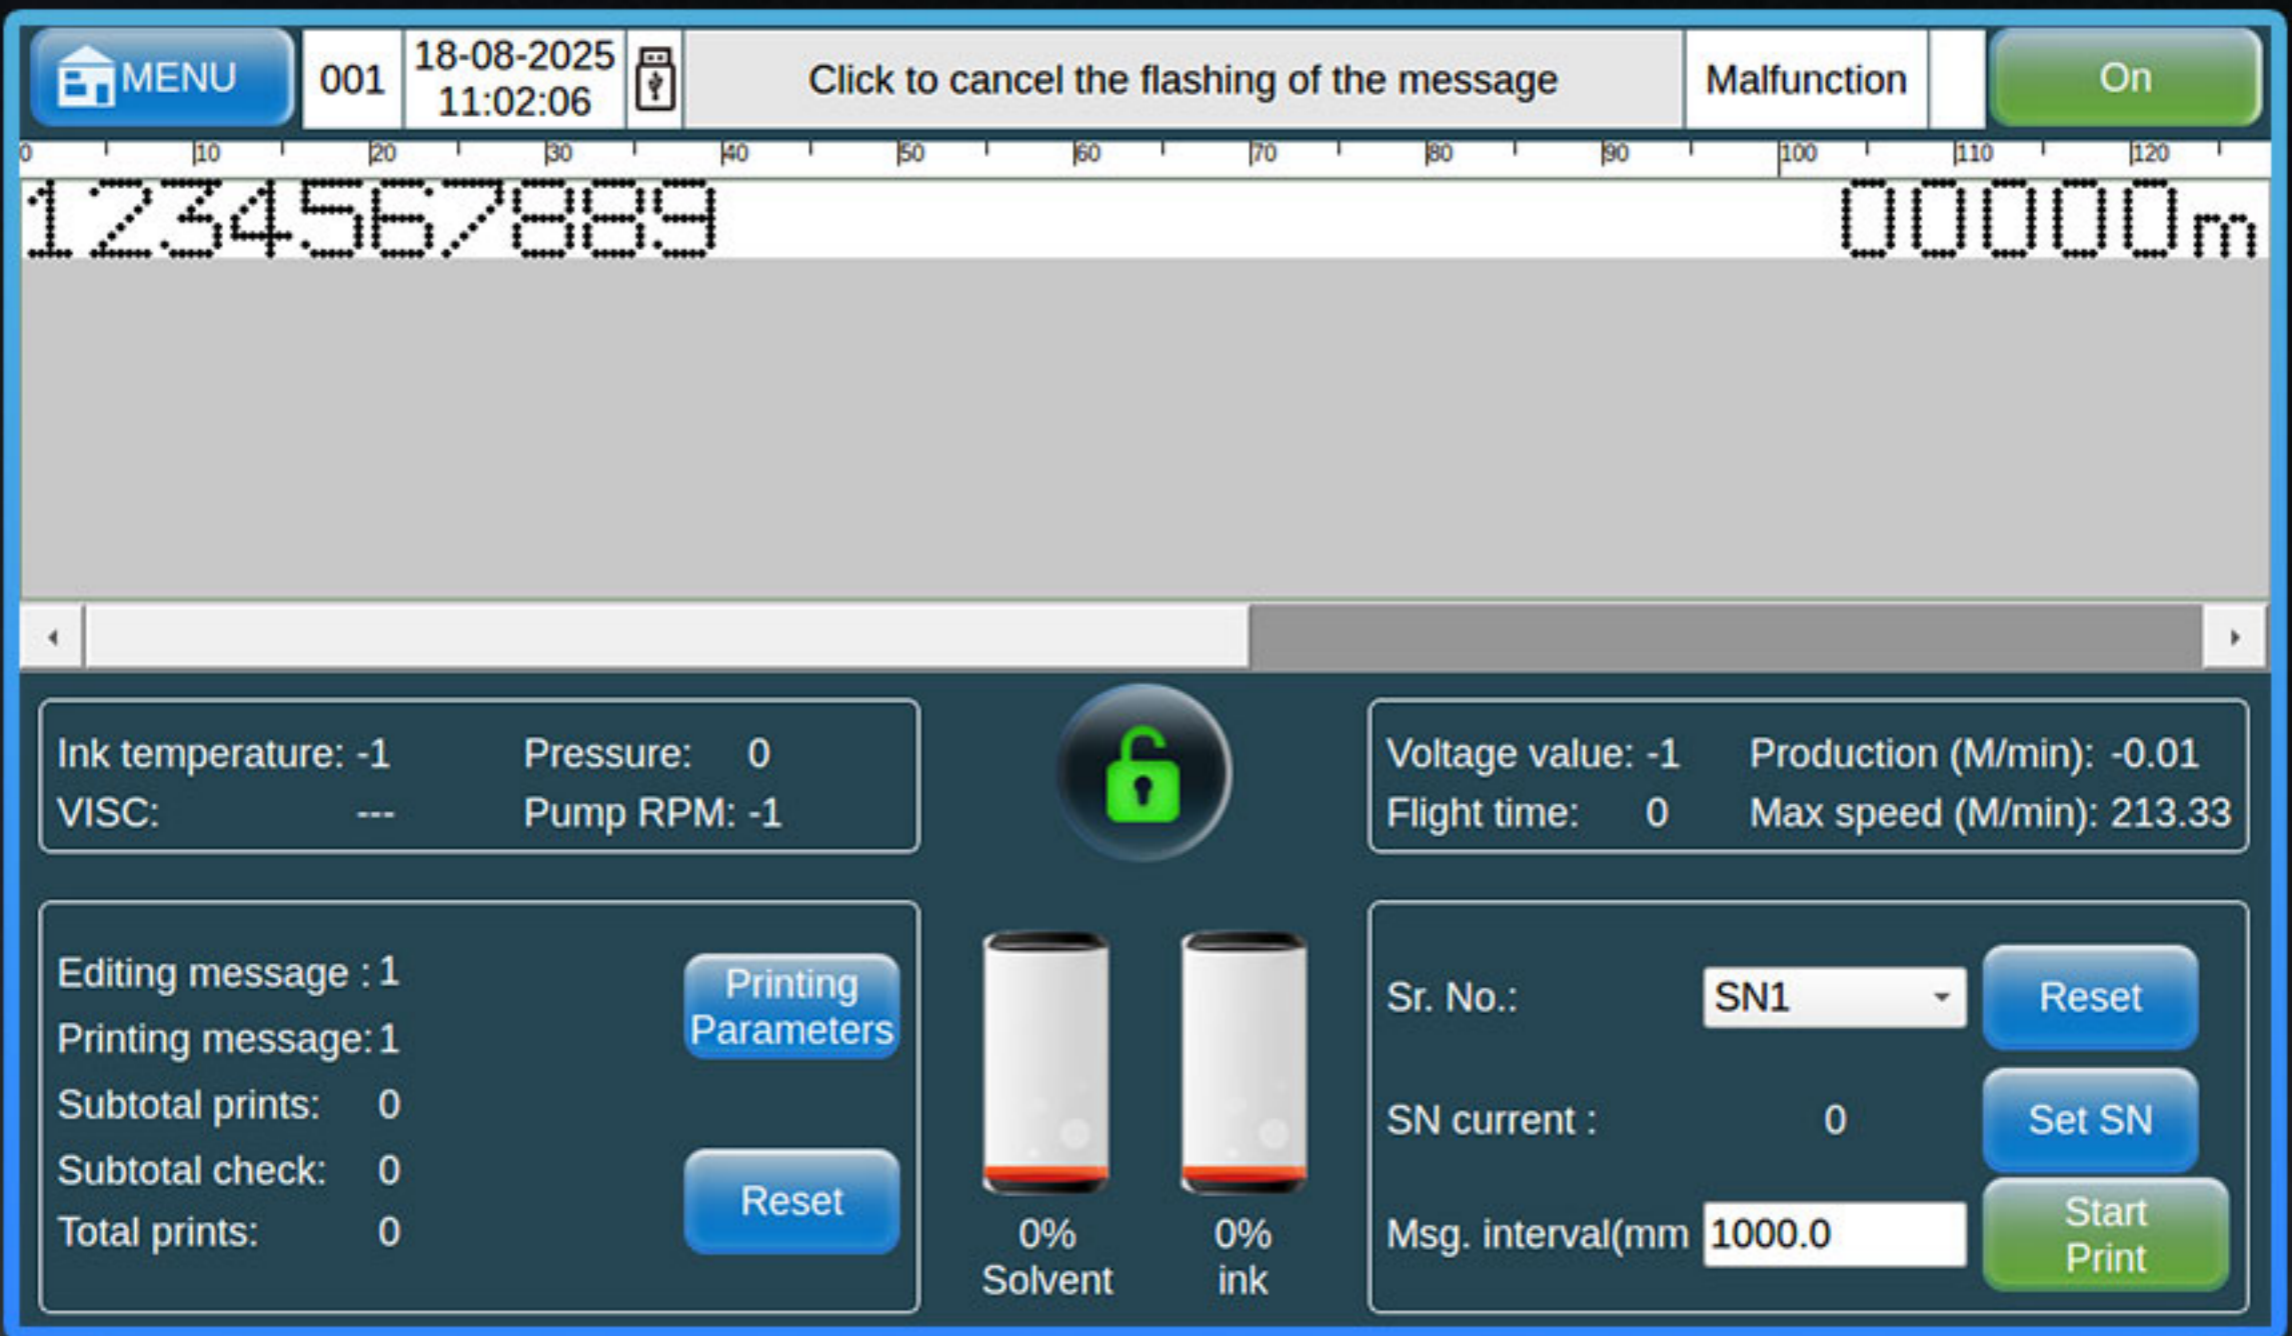 MENU
001
18-08-2025
11:02:06
Click to cancel the flashing of the message
Malfunction
On
0 10 20 30 40 50 60 70 80 90 100 110 120
1234567889 00000m
Ink temperature: -1 Pressure: 0
VISC: --- Pump RPM: -1
Voltage value: -1 Production (M/min): -0.01
Flight time: 0 Max speed (M/min): 213.33
Editing message : 1
Printing message: 1
Subtotal prints: 0
Subtotal check: 0
Total prints: 0
Printing
Parameters
Reset
0%
Solvent
0%
ink
Sr. No.: SN1 Reset
SN current : 0 Set SN
Msg. interval(mm 1000.0
Start
Print